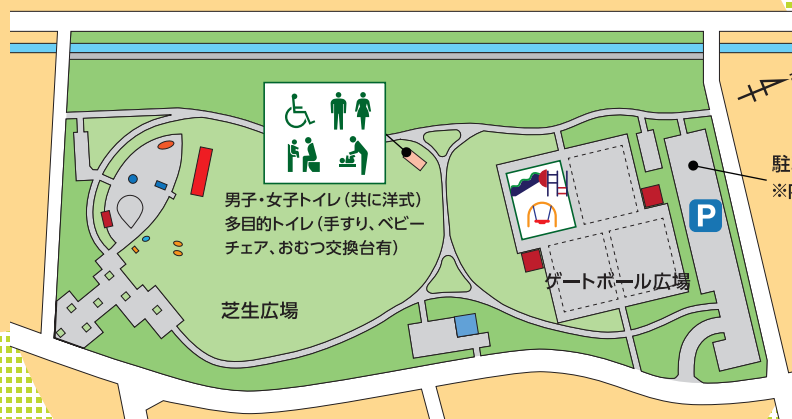 男子・女子トイレ（共に洋式）
多目的トイレ（手すり、ベビー
チェア、おむつ交換台有）
芝生広場
ゲートボール広場
P
駐
※